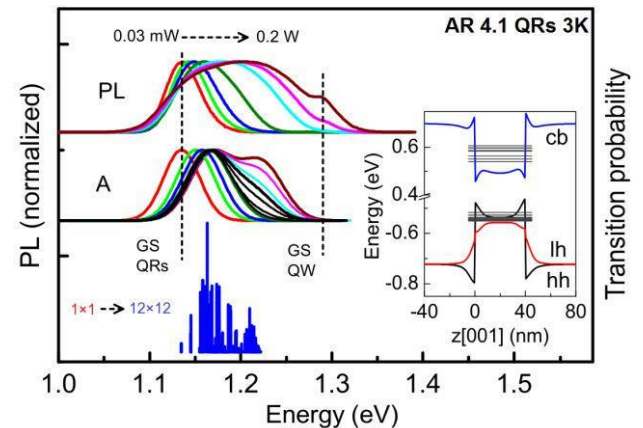 AR 4.1 QRs 3K
0.03 mW 0.2 W
PL
A
GS
QRs
GS
QW
1×1 12×12
PL (normalized)
Transition probability
1.0 1.1 1.2 1.3 1.4 1.5
Energy (eV)
cb
lh
hh
Energy (eV)
0.6
0.4
-0.6
-0.8
-40 0 40 80
z[001] (nm)